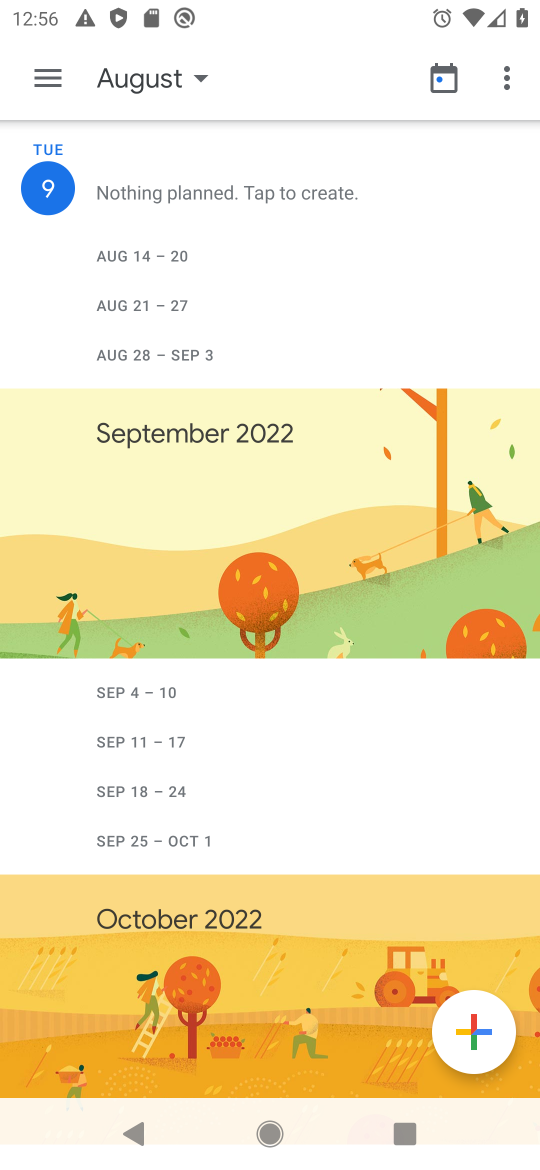 12:56
August
TUE
9
Nothing planned. Tap to create.
AUG 14 – 20
AUG 21 – 27
AUG 28 – SEP 3
September 2022
SEP 4 – 10
SEP 11 – 17
SEP 18 – 24
SEP 25 – OCT 1
October 2022